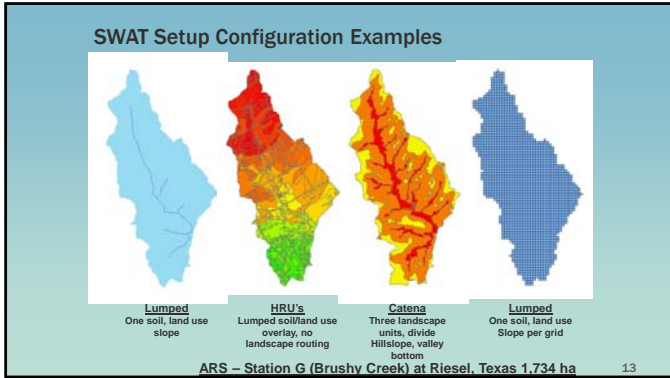 SWAT Setup Configuration Examples
Lumped
One soil, land use
slope
HRU's
Lumped soil/land use
overlay, no
landscape routing
Catena
Three landscape
units, divide
Hillslope, valley
bottom
Lumped
One soil, land use
Slope per grid
ARS – Station G (Brushy Creek) at Riesel, Texas 1,734 ha
13